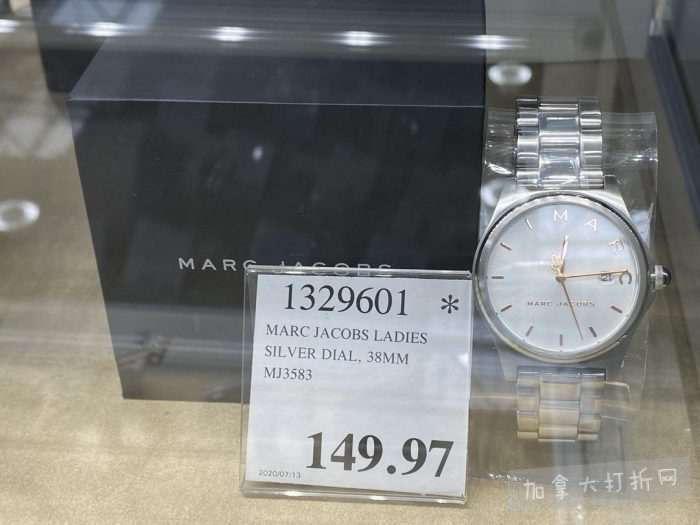 MARC JACOBS
1329601 *
MARC JACOBS LADIES
SILVER DIAL, 38MM
MJ3583
149.97
2020/07/13
MARC
MARC JACOBS
加拿大打折网